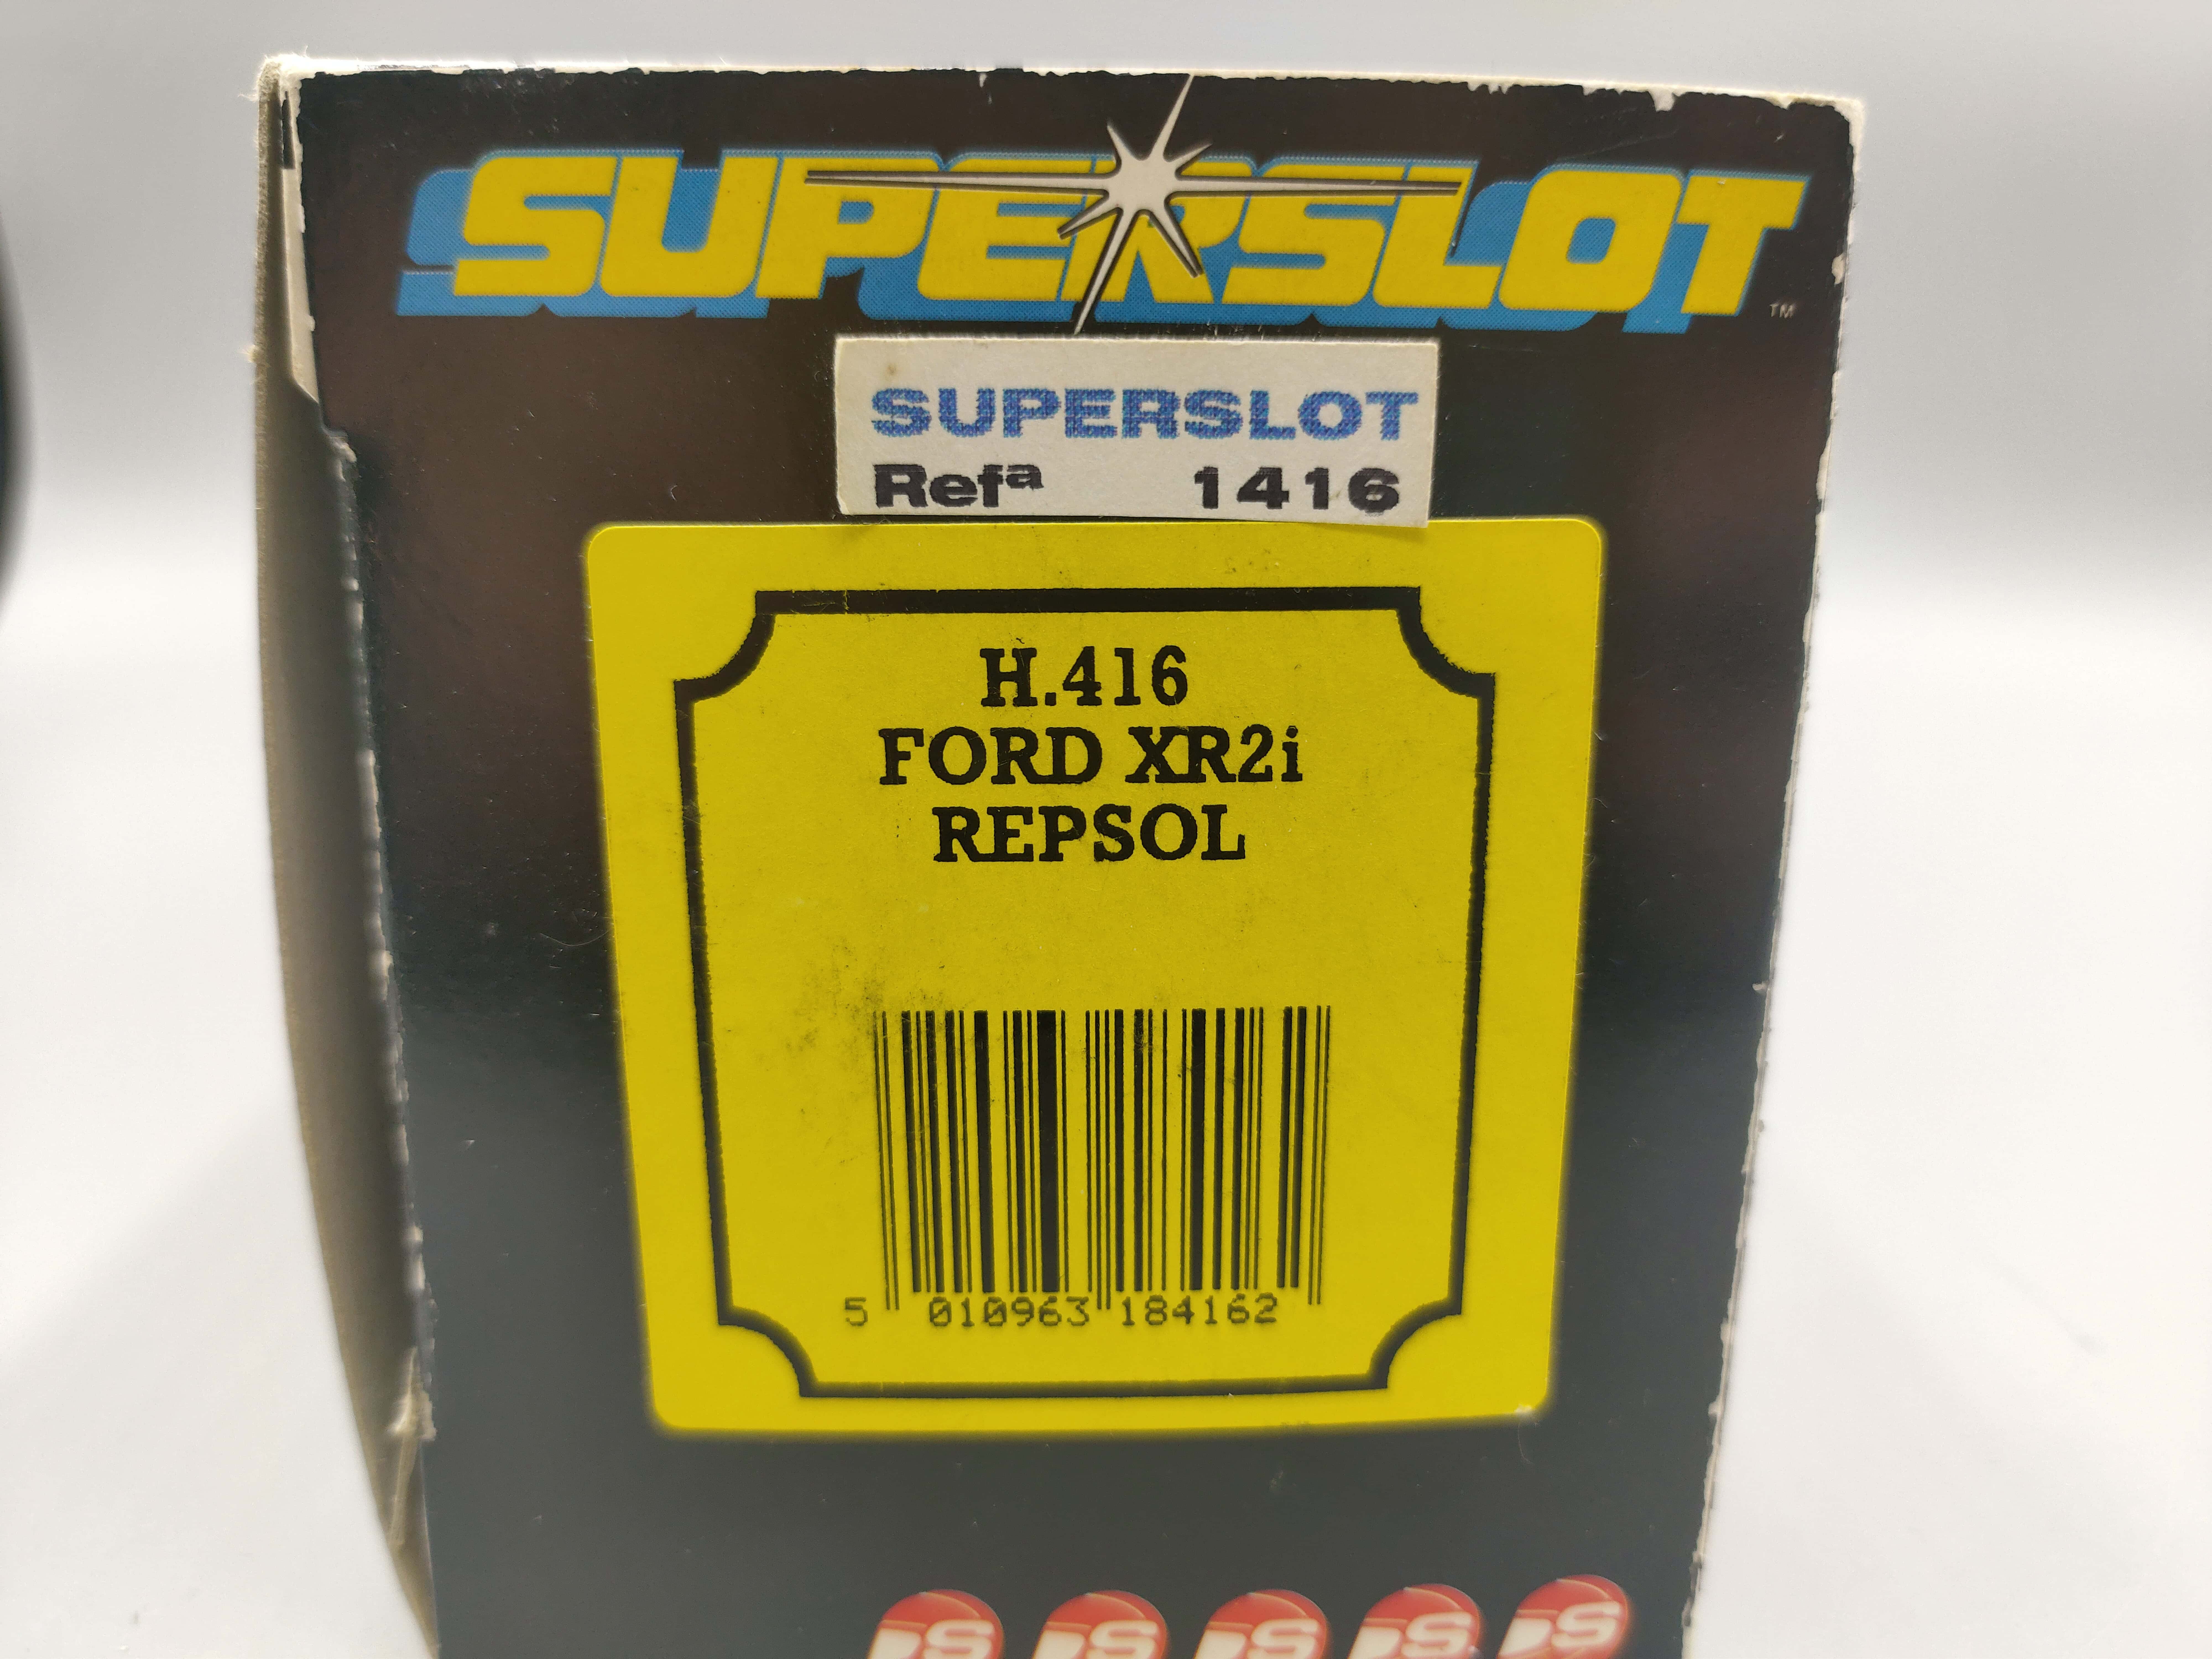 SUPERSLOT
TM
SUPERSLOT
Refª 1416
H.416
FORD XR2i
REPSOL
5 010963 184162